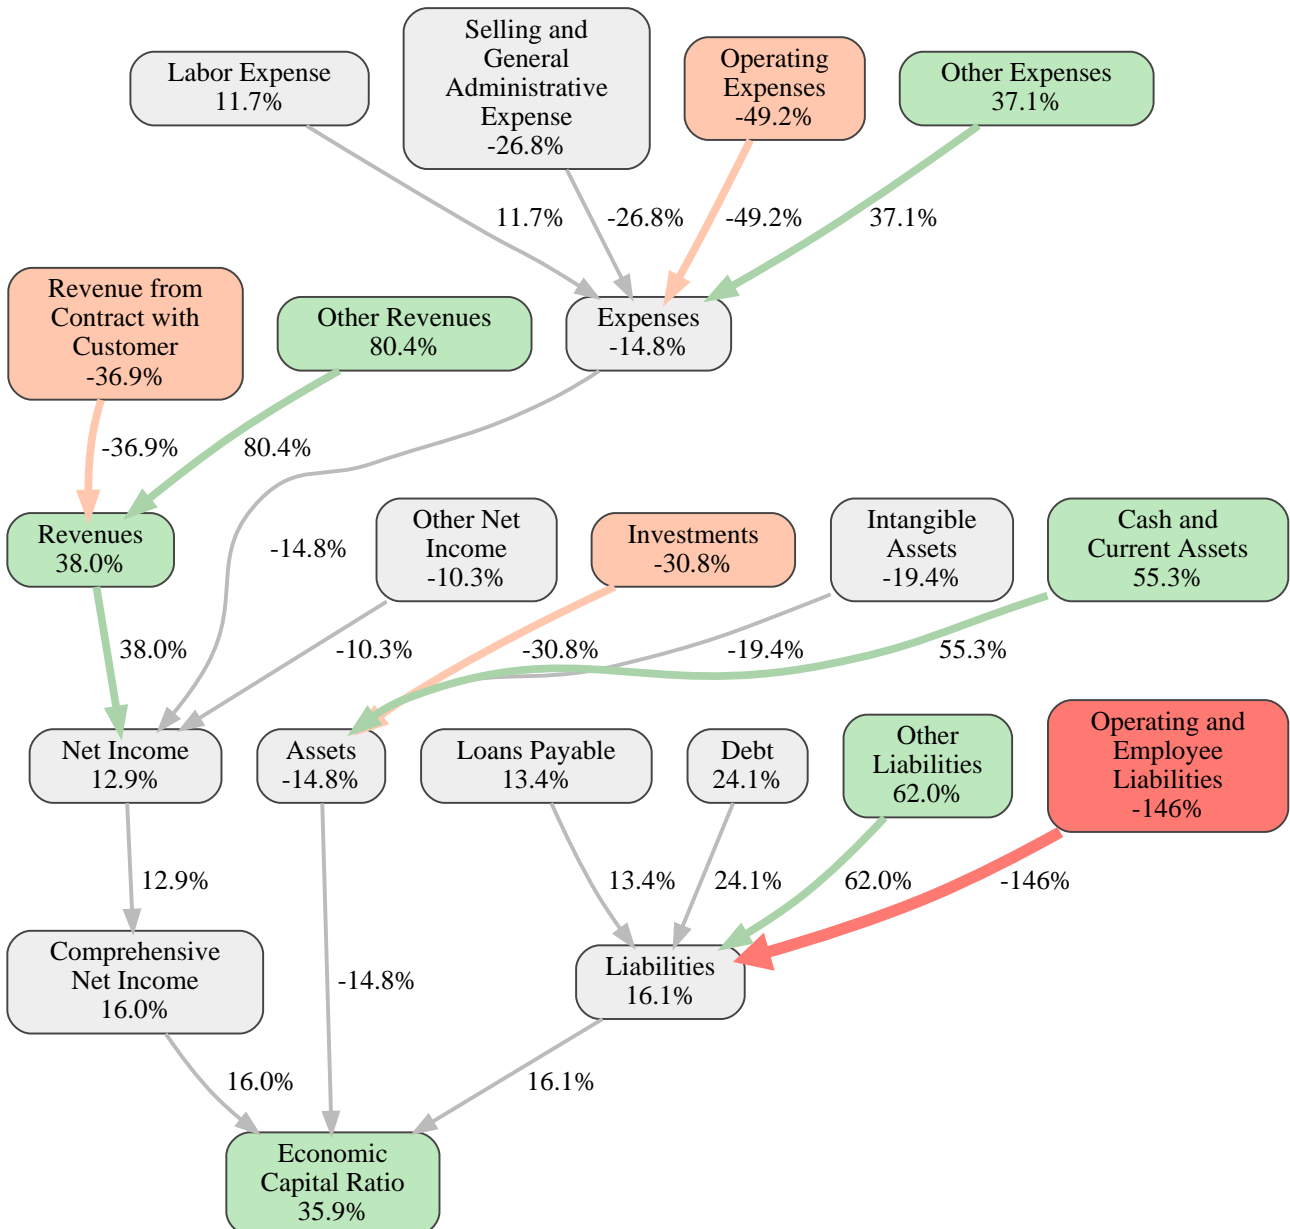 Labor Expense
11.7%
Selling and
General
Administrative
Expense
-26.8%
Operating
Expenses
-49.2%
Other Expenses
37.1%
11.7%
-26.8%
-49.2%
37.1%
Revenue from
Contract with
Customer
-36.9%
Other Revenues
80.4%
Expenses
-14.8%
-36.9%
80.4%
-14.8%
Revenues
38.0%
Other Net
Income
-10.3%
Investments
-30.8%
Intangible
Assets
-19.4%
Cash and
Current Assets
55.3%
38.0%
-10.3%
-30.8%
-19.4%
55.3%
Net Income
12.9%
Assets
-14.8%
Loans Payable
13.4%
Debt
24.1%
Other
Liabilities
62.0%
Operating and
Employee
Liabilities
-146%
12.9%
13.4%
24.1%
62.0%
-146%
Comprehensive
Net Income
16.0%
-14.8%
Liabilities
16.1%
16.0%
16.1%
Economic
Capital Ratio
35.9%